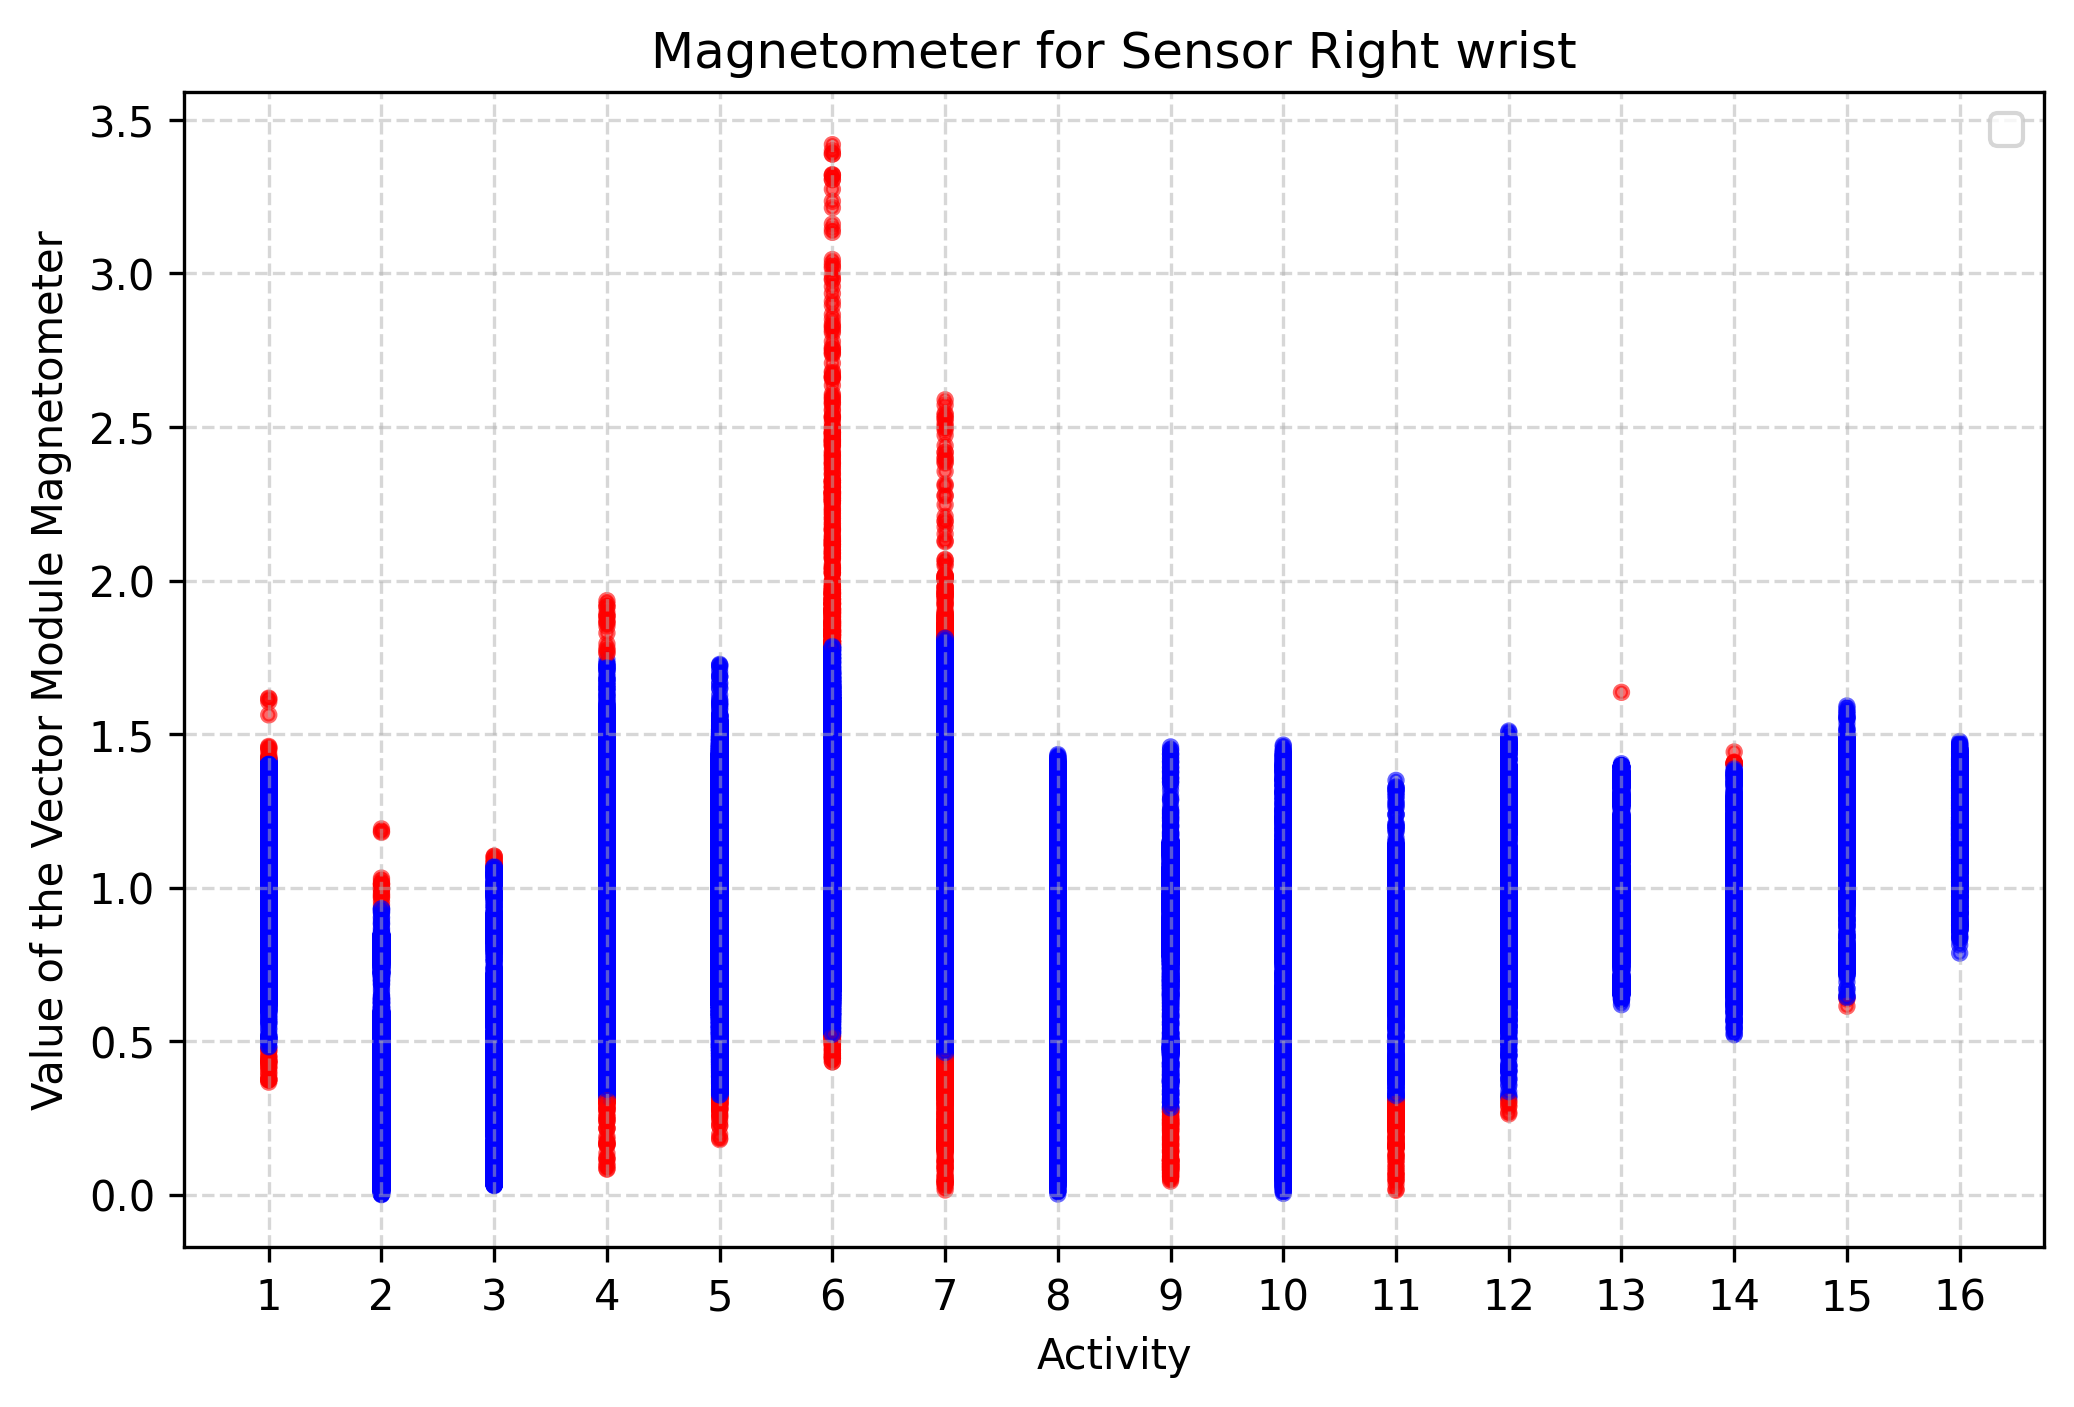 Magnetometer for Sensor Right wrist
Value of the Vector Module Magnetometer
3.5
3.0
2.5
2.0
1.5
1.0
0.5
0.0
1 2 3 4 5 6 7 8 9 10 11 12 13 14 15 16
Activity